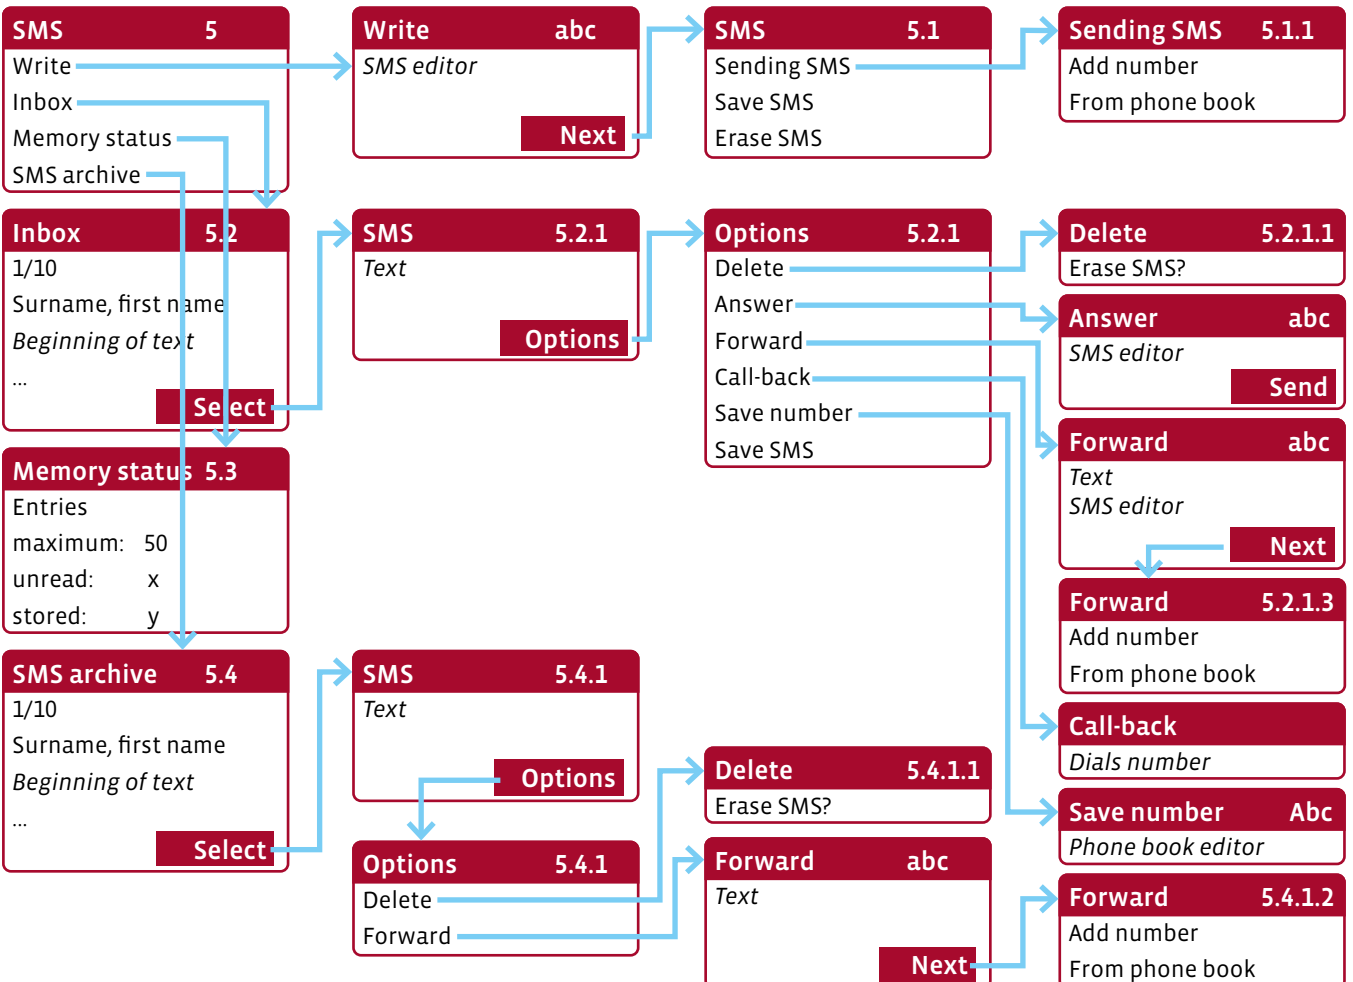 SMS 5
Write
Inbox
Memory status
SMS archive
Write abc
SMS editor
Next
SMS 5.1
Sending SMS
Save SMS
Erase SMS
Sending SMS 5.1.1
Add number
From phone book
Inbox 5.2
1/10
Surname, first name
Beginning of text
...
Select
SMS 5.2.1
Text
Options
Options 5.2.1
Delete
Answer
Forward
Call-back
Save number
Save SMS
Delete 5.2.1.1
Erase SMS?
Answer abc
SMS editor
Send
Forward abc
Text
SMS editor
Next
Forward 5.2.1.3
Add number
From phone book
Call-back
Dials number
Save number Abc
Phone book editor
Memory status 5.3
Entries
maximum: 50
unread: x
stored: y
SMS archive 5.4
1/10
Surname, first name
Beginning of text
...
Select
SMS 5.4.1
Text
Options
Options 5.4.1
Delete
Forward
Delete 5.4.1.1
Erase SMS?
Forward abc
Text
Next
Forward 5.4.1.2
Add number
From phone book